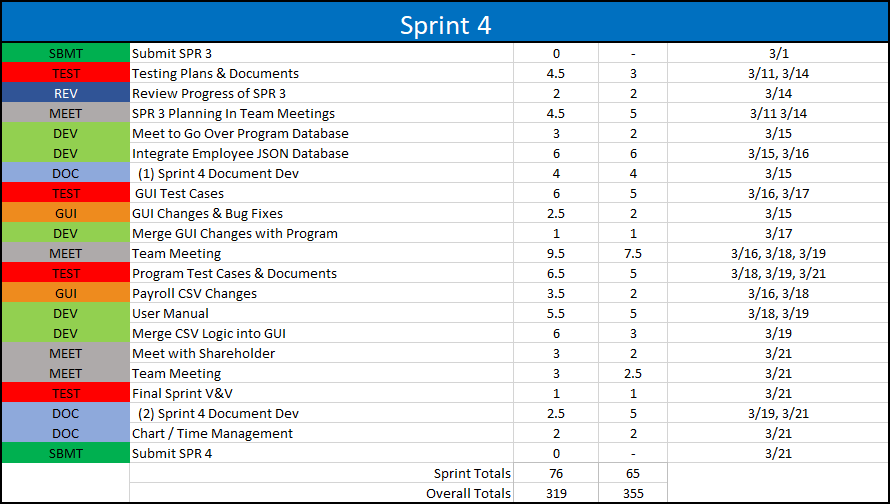 Sprint 4
SBMT Submit SPR 3 0 - 3/1
TEST Testing Plans & Documents 4.5 3 3/11, 3/14
REV Review Progress of SPR 3 2 2 3/14
MEET SPR 3 Planning In Team Meetings 4.5 5 3/11 3/14
DEV Meet to Go Over Program Database 3 2 3/15
DEV Integrate Employee JSON Database 6 6 3/15, 3/16
DOC (1) Sprint 4 Document Dev 4 4 3/15
TEST GUI Test Cases 6 5 3/16, 3/17
GUI GUI Changes & Bug Fixes 2.5 2 3/15
DEV Merge GUI Changes with Program 1 1 3/17
MEET Team Meeting 9.5 7.5 3/16, 3/18, 3/19
TEST Program Test Cases & Documents 6.5 5 3/18, 3/19, 3/21
GUI Payroll CSV Changes 3.5 2 3/16, 3/18
DEV User Manual 5.5 5 3/18, 3/19
DEV Merge CSV Logic into GUI 6 3 3/19
MEET Meet with Shareholder 3 2 3/21
MEET Team Meeting 3 2.5 3/21
TEST Final Sprint V&V 1 1 3/21
DOC (2) Sprint 4 Document Dev 2.5 5 3/19, 3/21
DOC Chart / Time Management 2 2 3/21
SBMT Submit SPR 4 0 - 3/21
Sprint Totals 76 65
Overall Totals 319 355